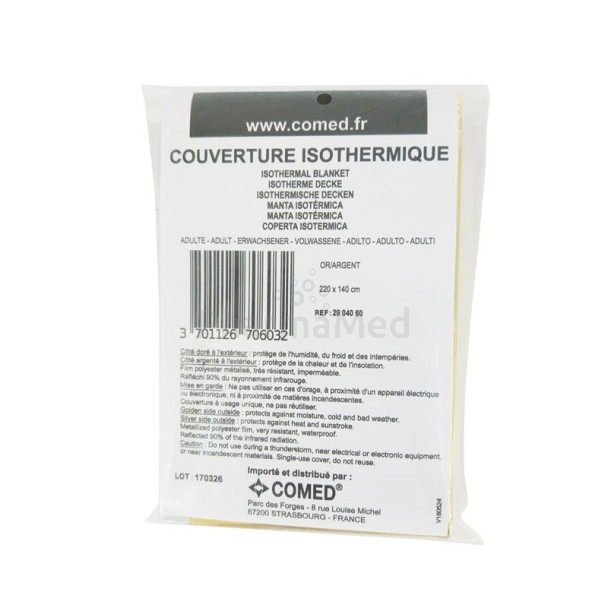 www.comed.fr
COUVERTURE ISOTHERMIQUE
ISOTHERMAL BLANKET
ISOTHERME DECKE
ISOTHERMISCHE DECKEN
MANTA ISOTÉRMICA
MANTA ISOTÉRMICA
COPERTA ISOTERMICA
ADULTE - ADULT - ERWACHSENER - VOLWASSENE - ADILTO - ADULTO - ADULTI
OR/ARGENT
220 x 140 cm
REF: 29 040 60
3 701126 706032
Côté doré à l'extérieur : protège de l'humidité, du froid et des intempéries.
Côté argenté à l'extérieur : protège de la chaleur et de l'insolation.
Film polyester métalisé, très résistant, imperméable.
Réfléchi 90% du rayonnement infrarouge.
Mise en garde : Ne pas utiliser en cas d'orage, à proximité d'un appareil électrique
ou électronique, ni à proximité de matières incandescentes.
Couverture à usage unique, ne pas réutiliser.
Golden side outside : protects against moisture, cold and bad weather.
Silver side outside : protects against heat and sunstroke.
Metallized polyester film, very resistant, waterproof.
Reflected 90% of the infrared radiation.
Caution : Do not use during a thunderstorm, near electrical or electronic equipment,
or near incandescent materials. Single-use cover, do not reuse.
LOT : 170326
Importé et distribué par :
COMED®
Parc des Forges - 8 rue Louise Michel
67200 STRASBOURG - FRANCE
V180524